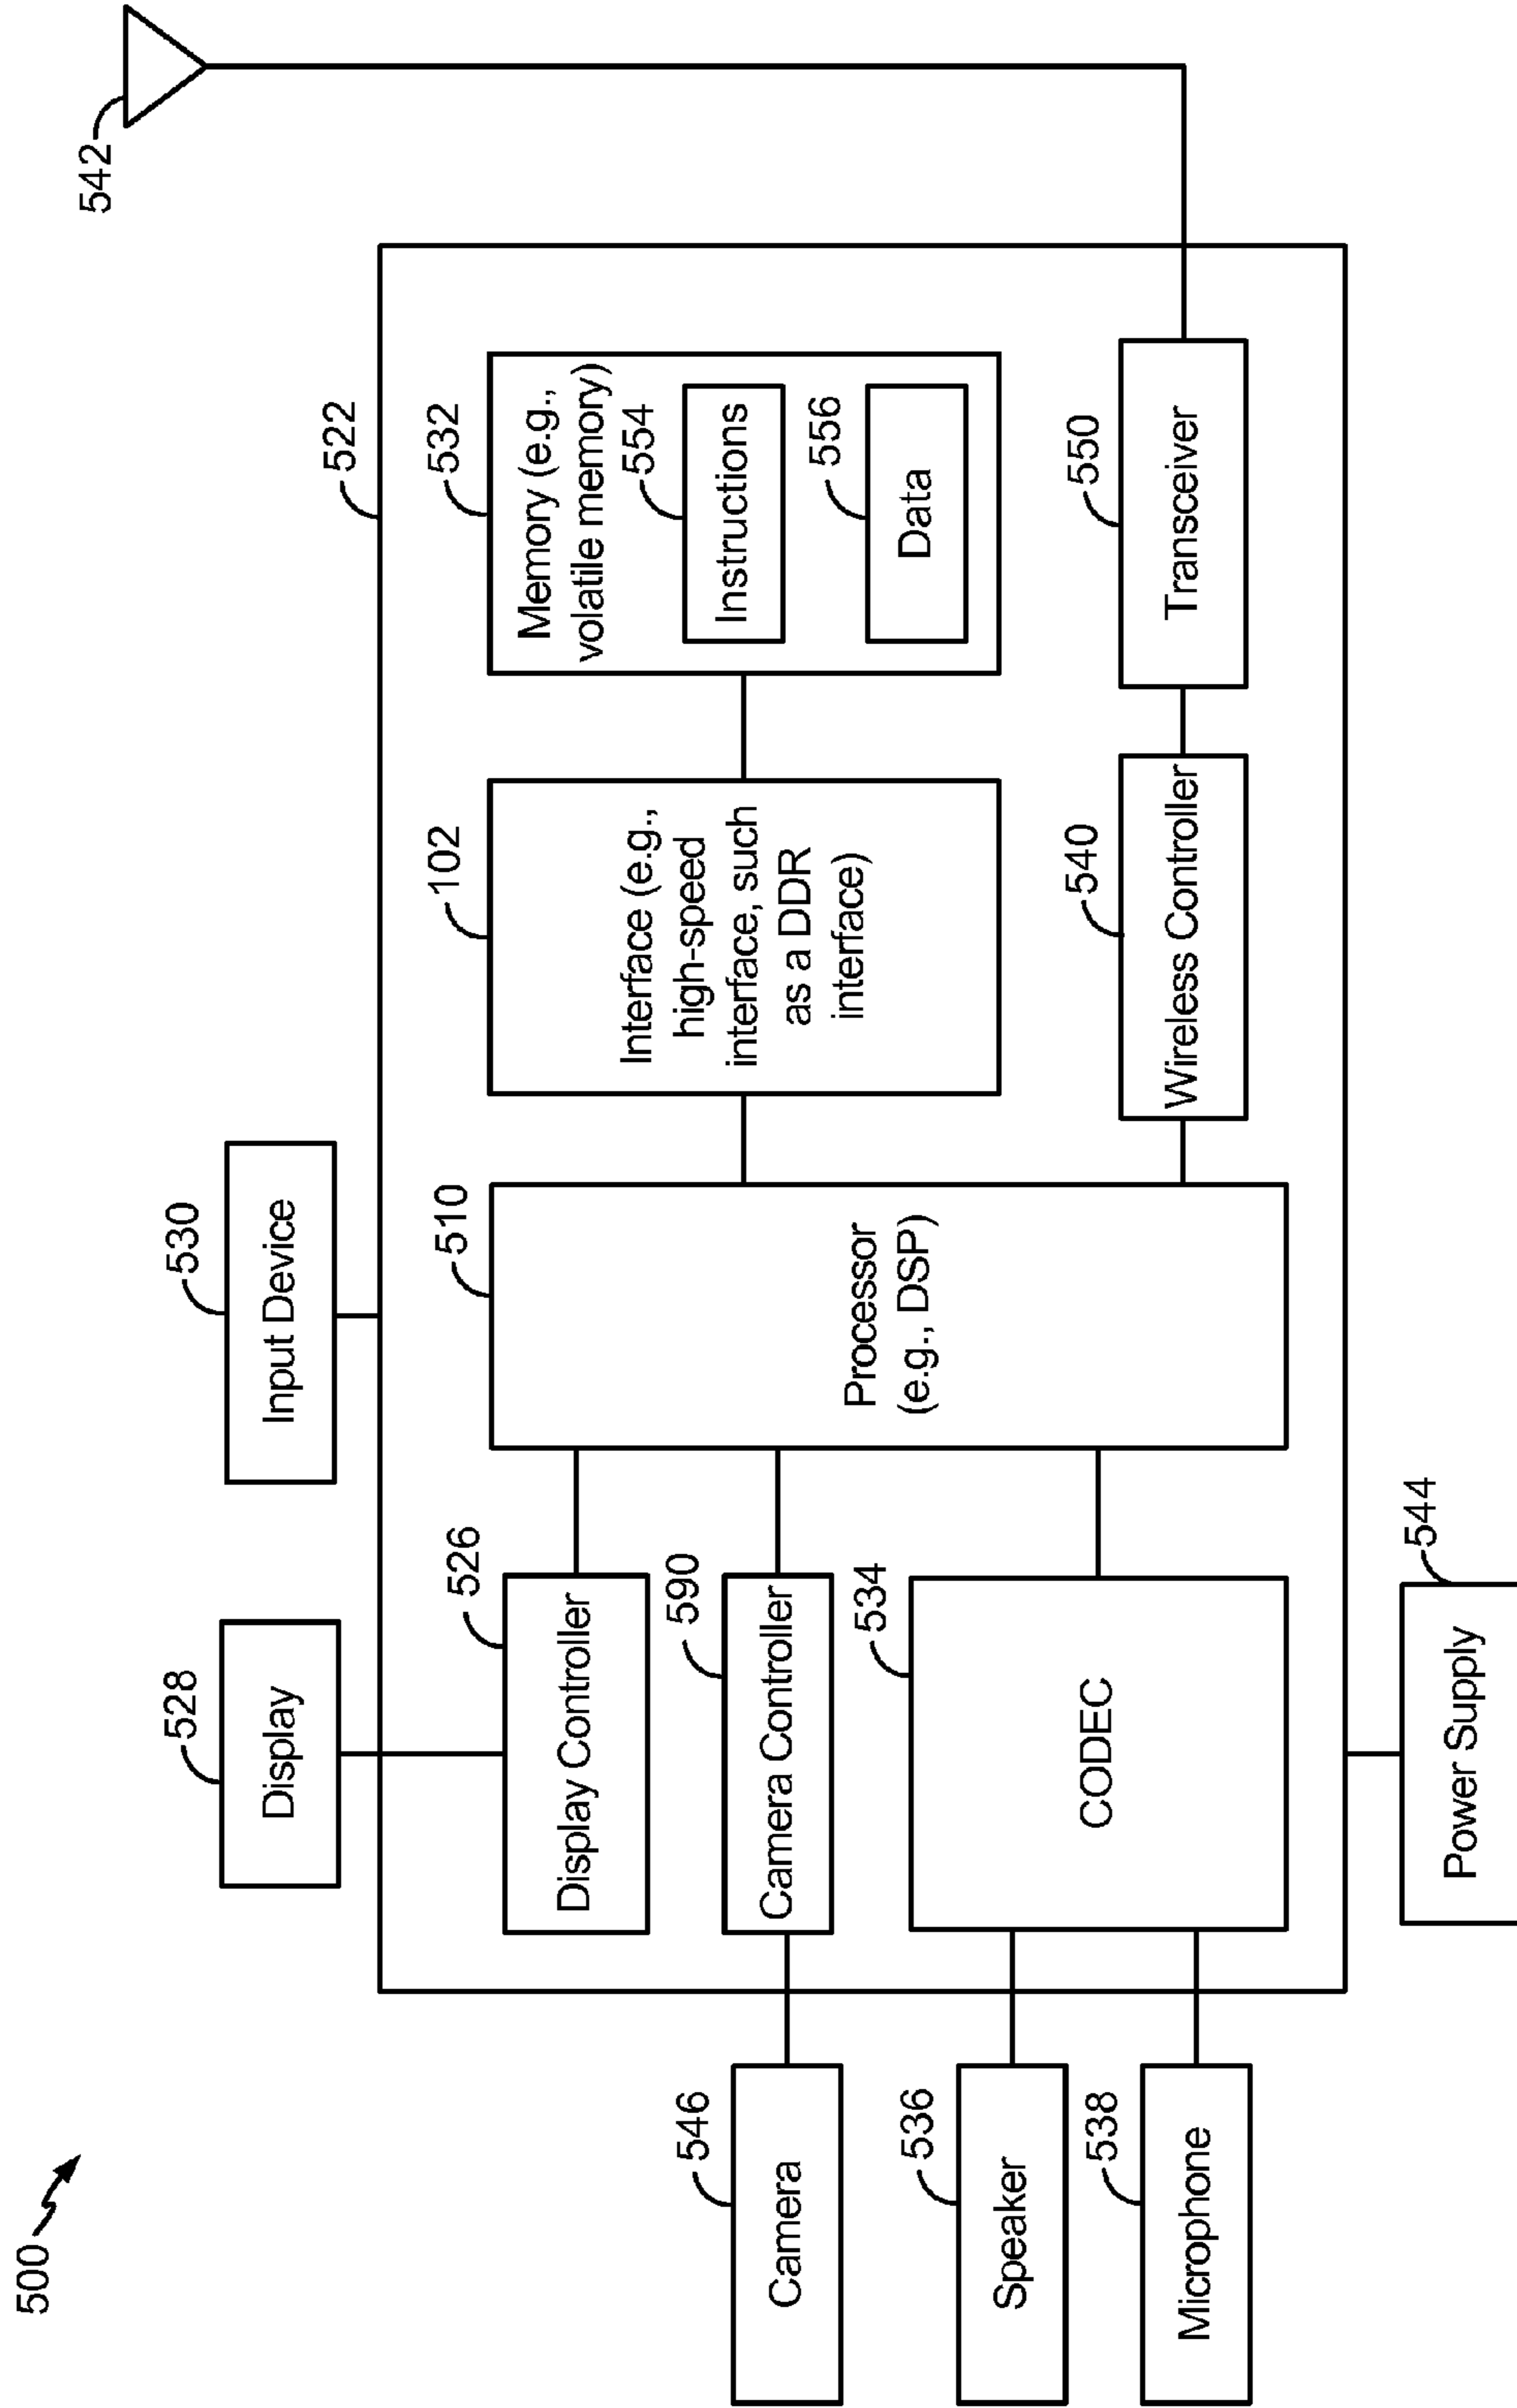 500
542
528
Display
530
Input Device
522
526
Display Controller
510
Processor
(e.g., DSP)
102
Interface (e.g.,
high-speed
interface, such
as a DDR
interface)
532
Memory (e.g.,
volatile memory)
554
Instructions
556
Data
546
Camera
590
Camera Controller
536
Speaker
534
CODEC
538
Microphone
540
Wireless Controller
550
Transceiver
544
Power Supply